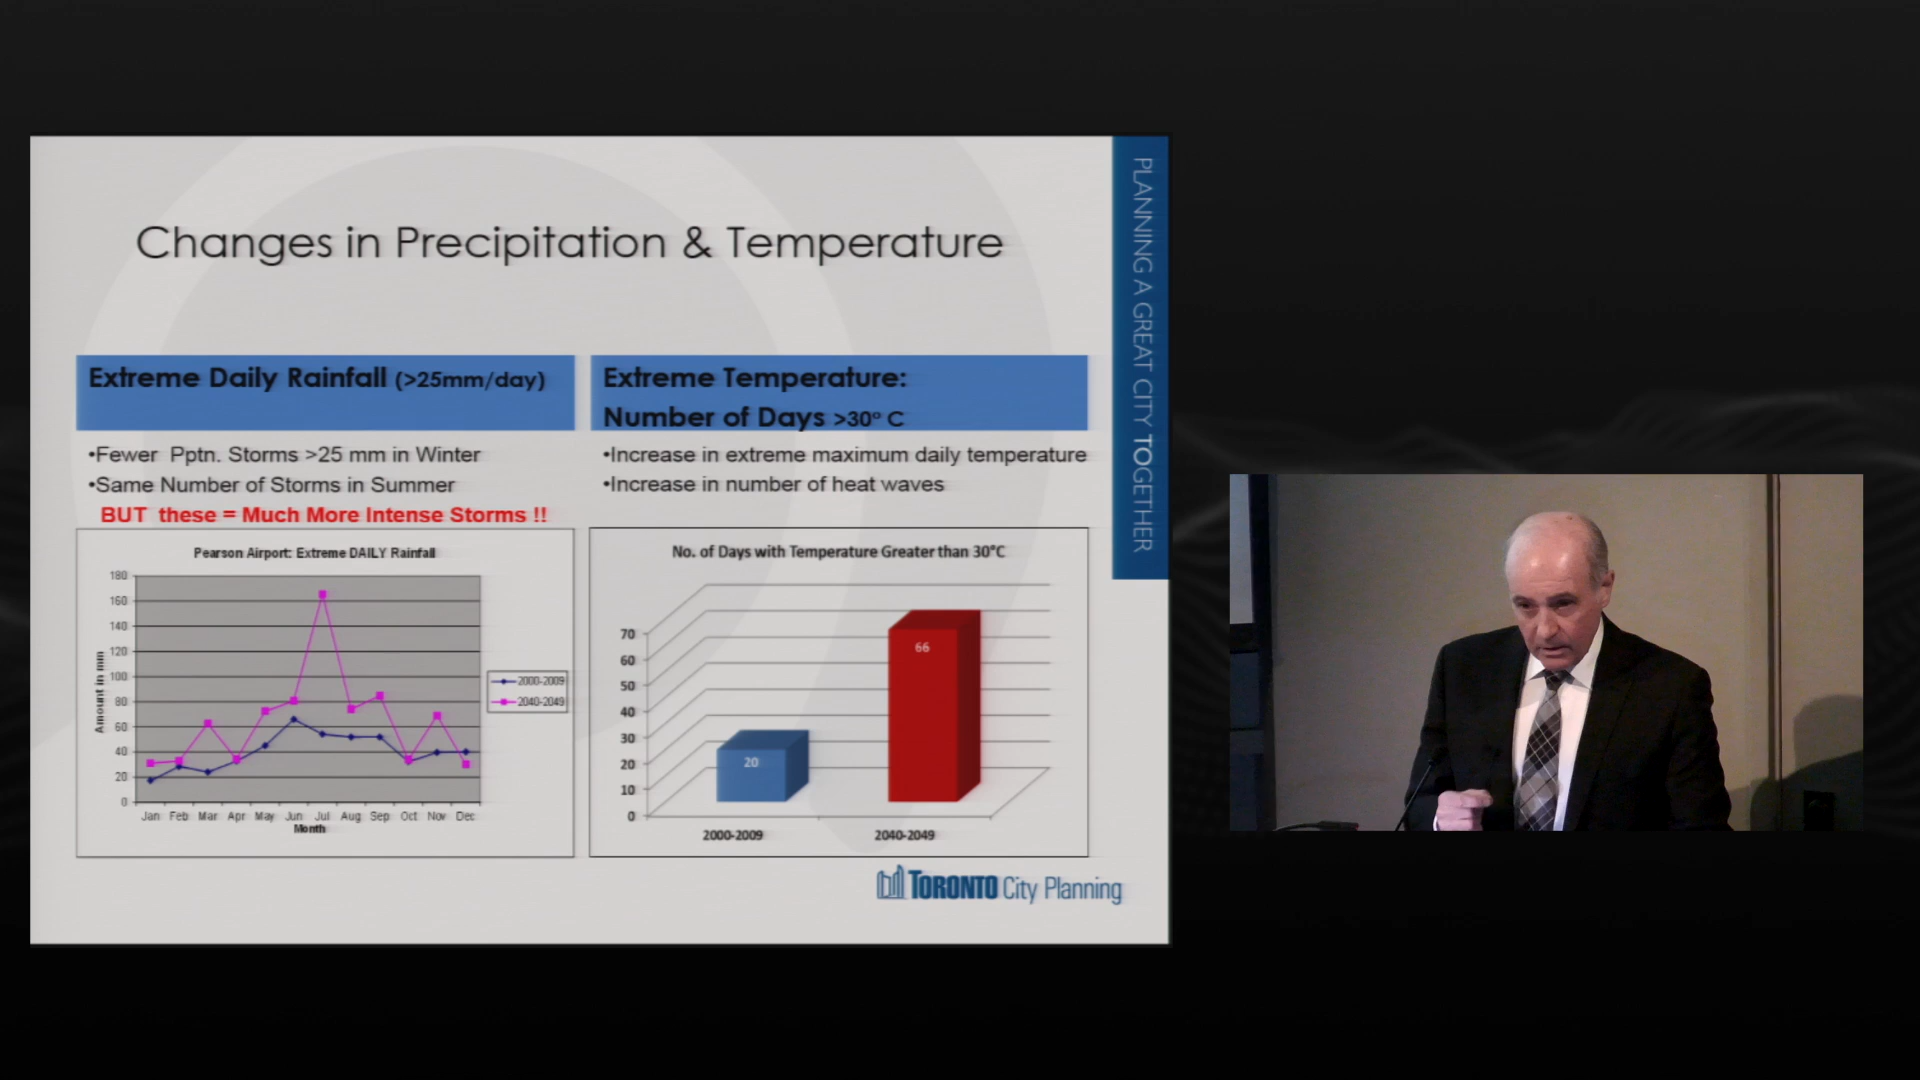 Changes in Precipitation & Temperature
PLANNING A GREAT CITY TOGETHER
Extreme Daily Rainfall (>25mm/day)
•Fewer Pptn. Storms >25 mm in Winter
•Same Number of Storms in Summer
BUT these = Much More Intense Storms !!
Pearson Airport: Extreme DAILY Rainfall
180
160
140
120
100
80
60
40
20
0
Amount in mm
Jan Feb Mar Apr May Jun Jul Aug Sep Oct Nov Dec
Month
2000-2009
2040-2049
Extreme Temperature:
Number of Days >30º C
•Increase in extreme maximum daily temperature
•Increase in number of heat waves
No. of Days with Temperature Greater than 30°C
70
60
50
40
30
20
10
0
20
66
2000-2009 2040-2049
TORONTO City Planning